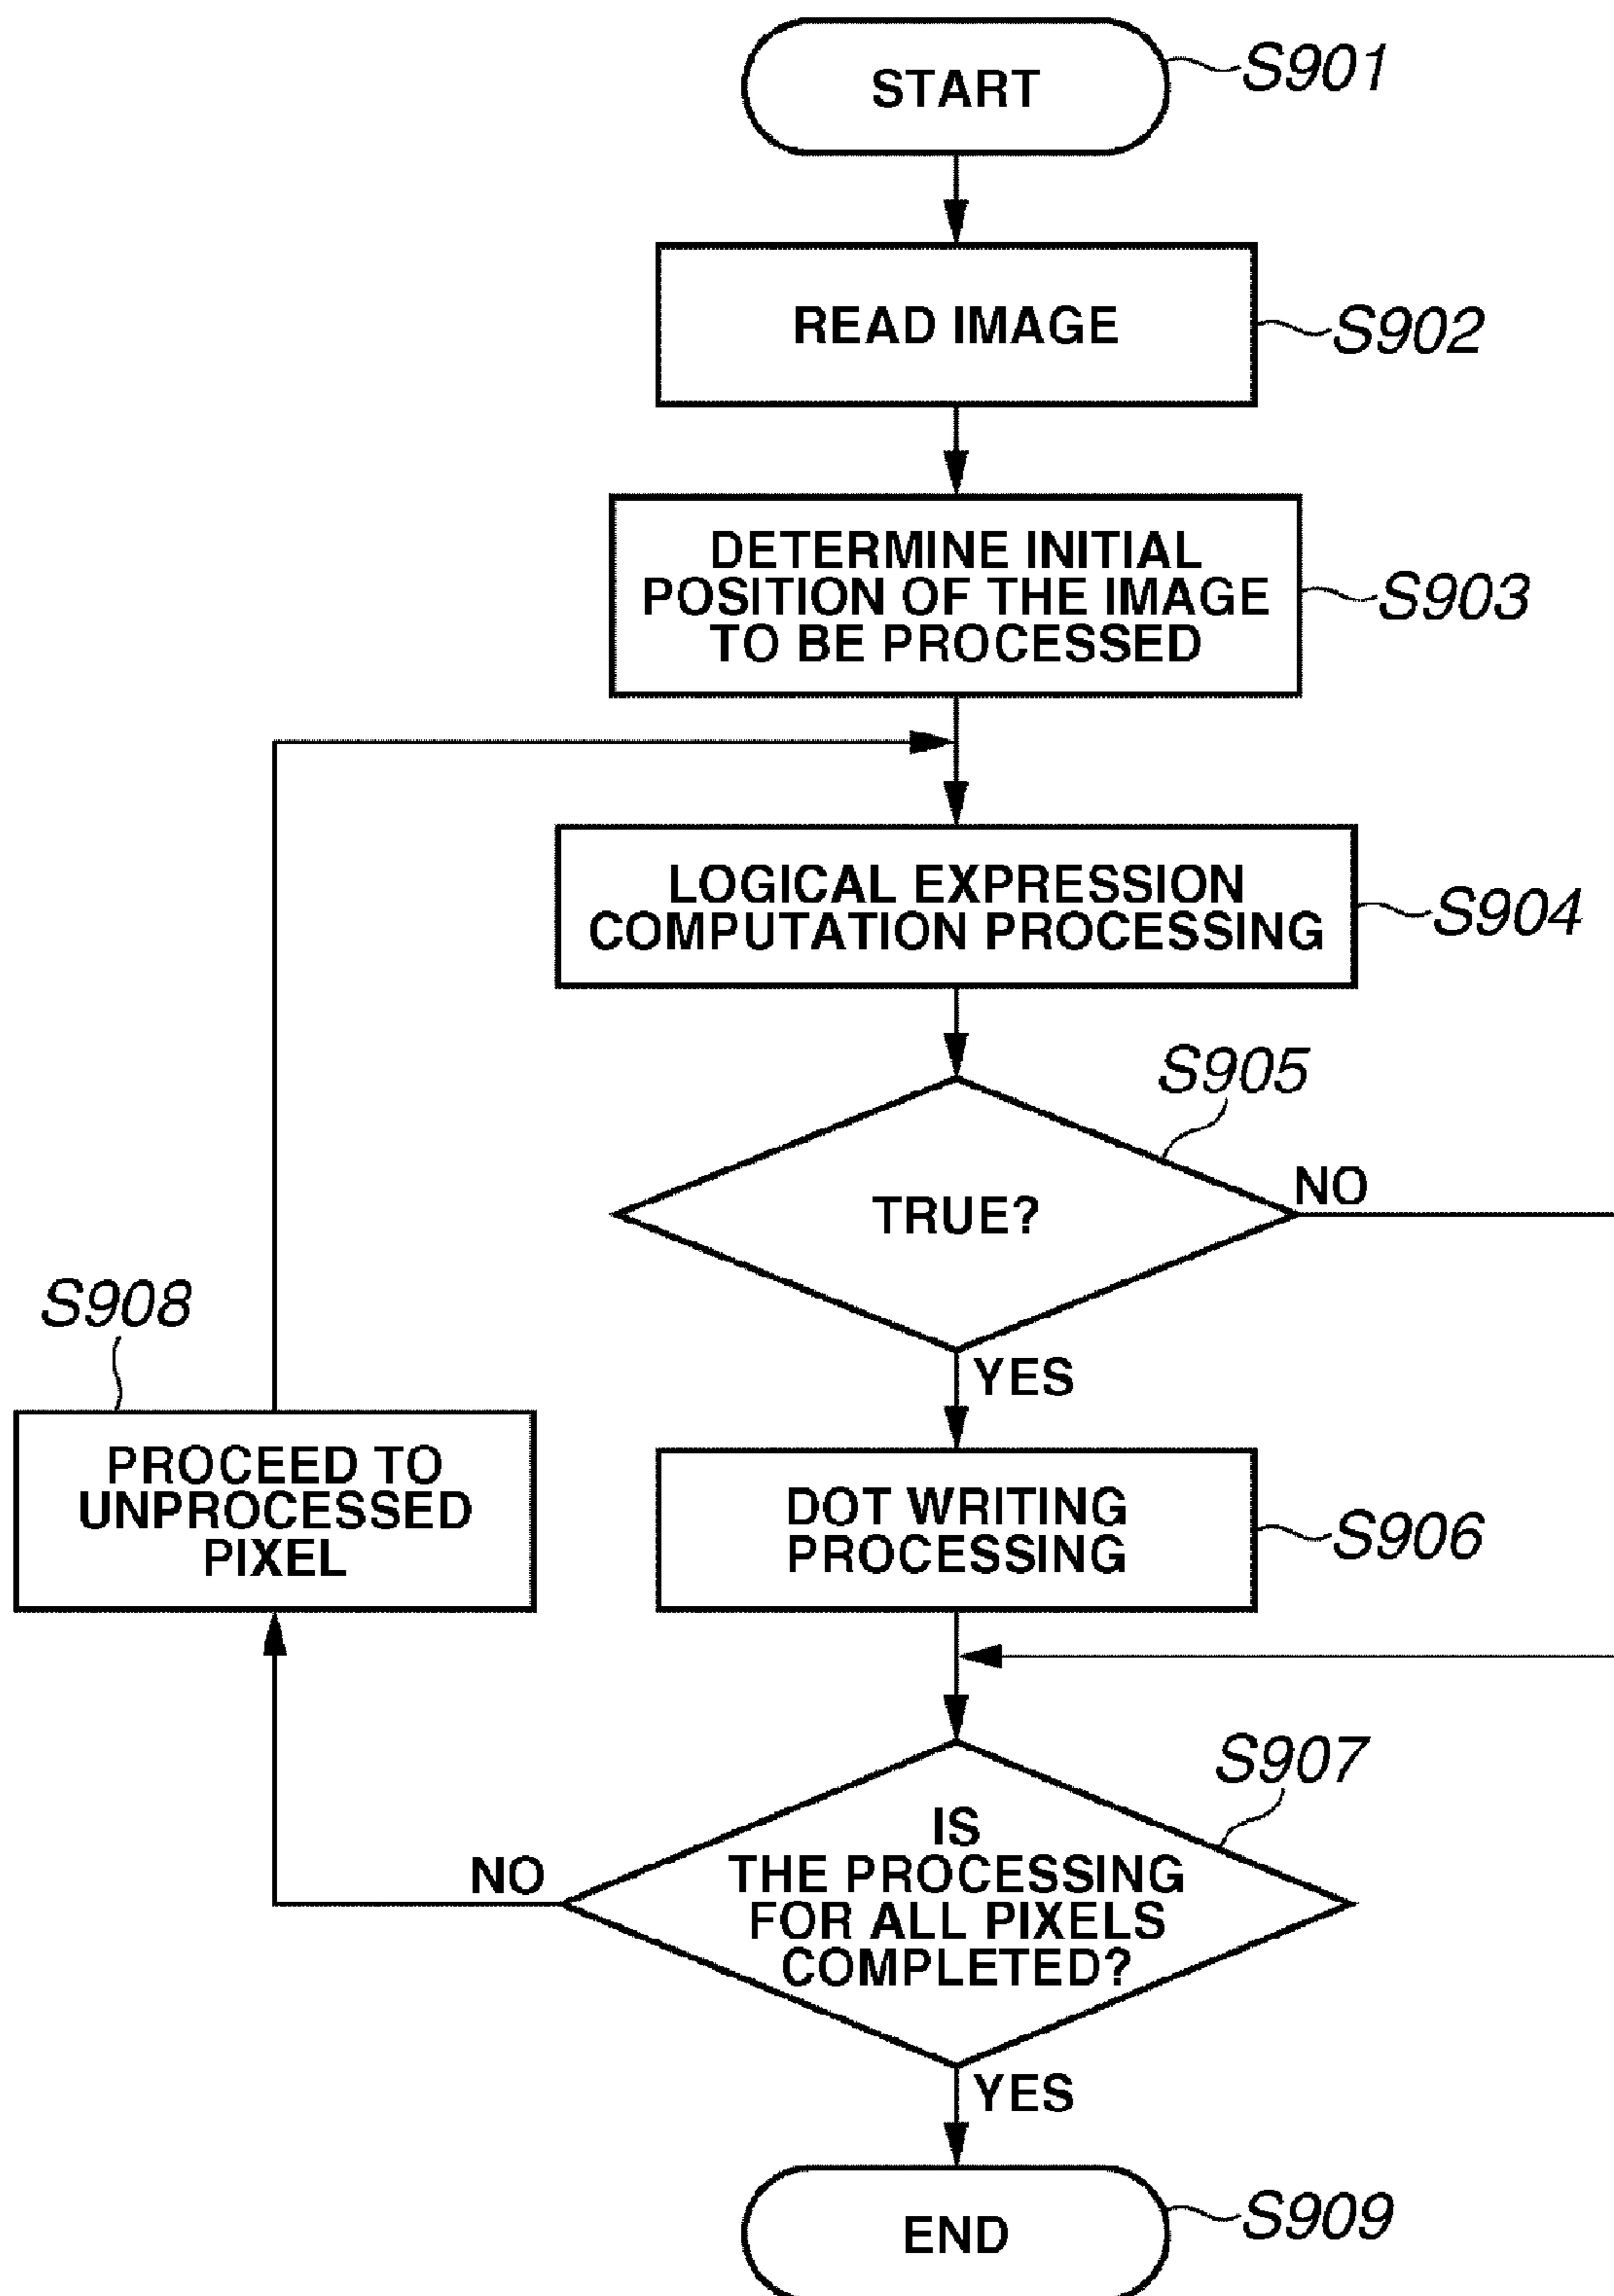 START
S901
READ IMAGE
S902
DETERMINE INITIAL
POSITION OF THE IMAGE
TO BE PROCESSED
S903
LOGICAL EXPRESSION
COMPUTATION PROCESSING
S904
S905
TRUE?
NO
YES
S908
PROCEED TO
UNPROCESSED
PIXEL
DOT WRITING
PROCESSING
S906
S907
IS
THE PROCESSING
FOR ALL PIXELS
COMPLETED?
NO
YES
END
S909